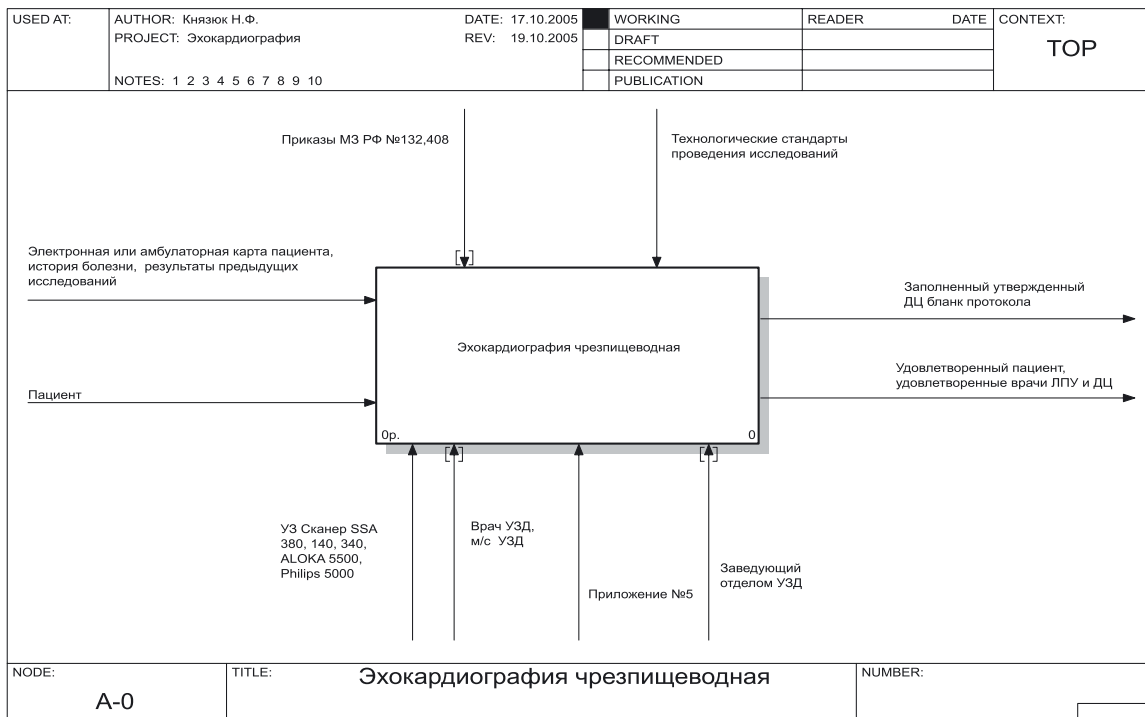 USED AT:
AUTHOR: Князюк Н.Ф.
DATE: 17.10.2005
PROJECT: Эхокардиография
REV: 19.10.2005
NOTES: 1 2 3 4 5 6 7 8 9 10
WORKING
DRAFT
RECOMMENDED
PUBLICATION
READER
DATE
CONTEXT:
TOP
Приказы МЗ РФ №132,408
Технологические стандарты
проведения исследований
Электронная или амбулаторная карта пациента,
история болезни, результаты предыдущих
исследований
Заполненный утвержденный
ДЦ бланк протокола
Эхокардиография чрезпищеводная
Удовлетворенный пациент,
удовлетворенные врачи ЛПУ и ДЦ
Пациент
0р.
0
УЗ Сканер SSA
380, 140, 340,
ALOKA 5500,
Philips 5000
Врач УЗД,
м/с УЗД
Приложение №5
Заведующий
отделом УЗД
NODE:
A-0
TITLE:
Эхокардиография чрезпищеводная
NUMBER: